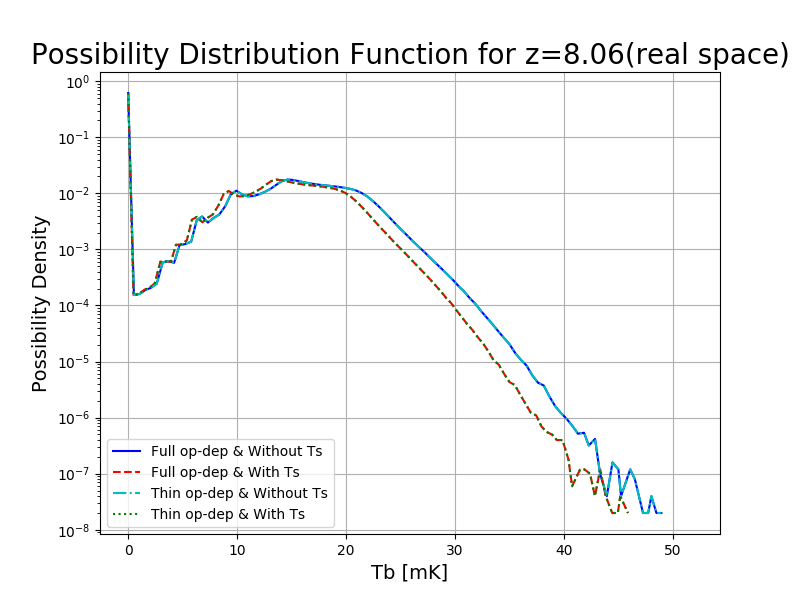 Possibility Distribution Function for z=8.06(real space)
Possibility Density
10⁰
10⁻¹
10⁻²
10⁻³
10⁻⁴
10⁻⁵
10⁻⁶
10⁻⁷
10⁻⁸
Full op-dep & Without Ts
Full op-dep & With Ts
Thin op-dep & Without Ts
Thin op-dep & With Ts
0 10 20 30 40 50
Tb [mK]